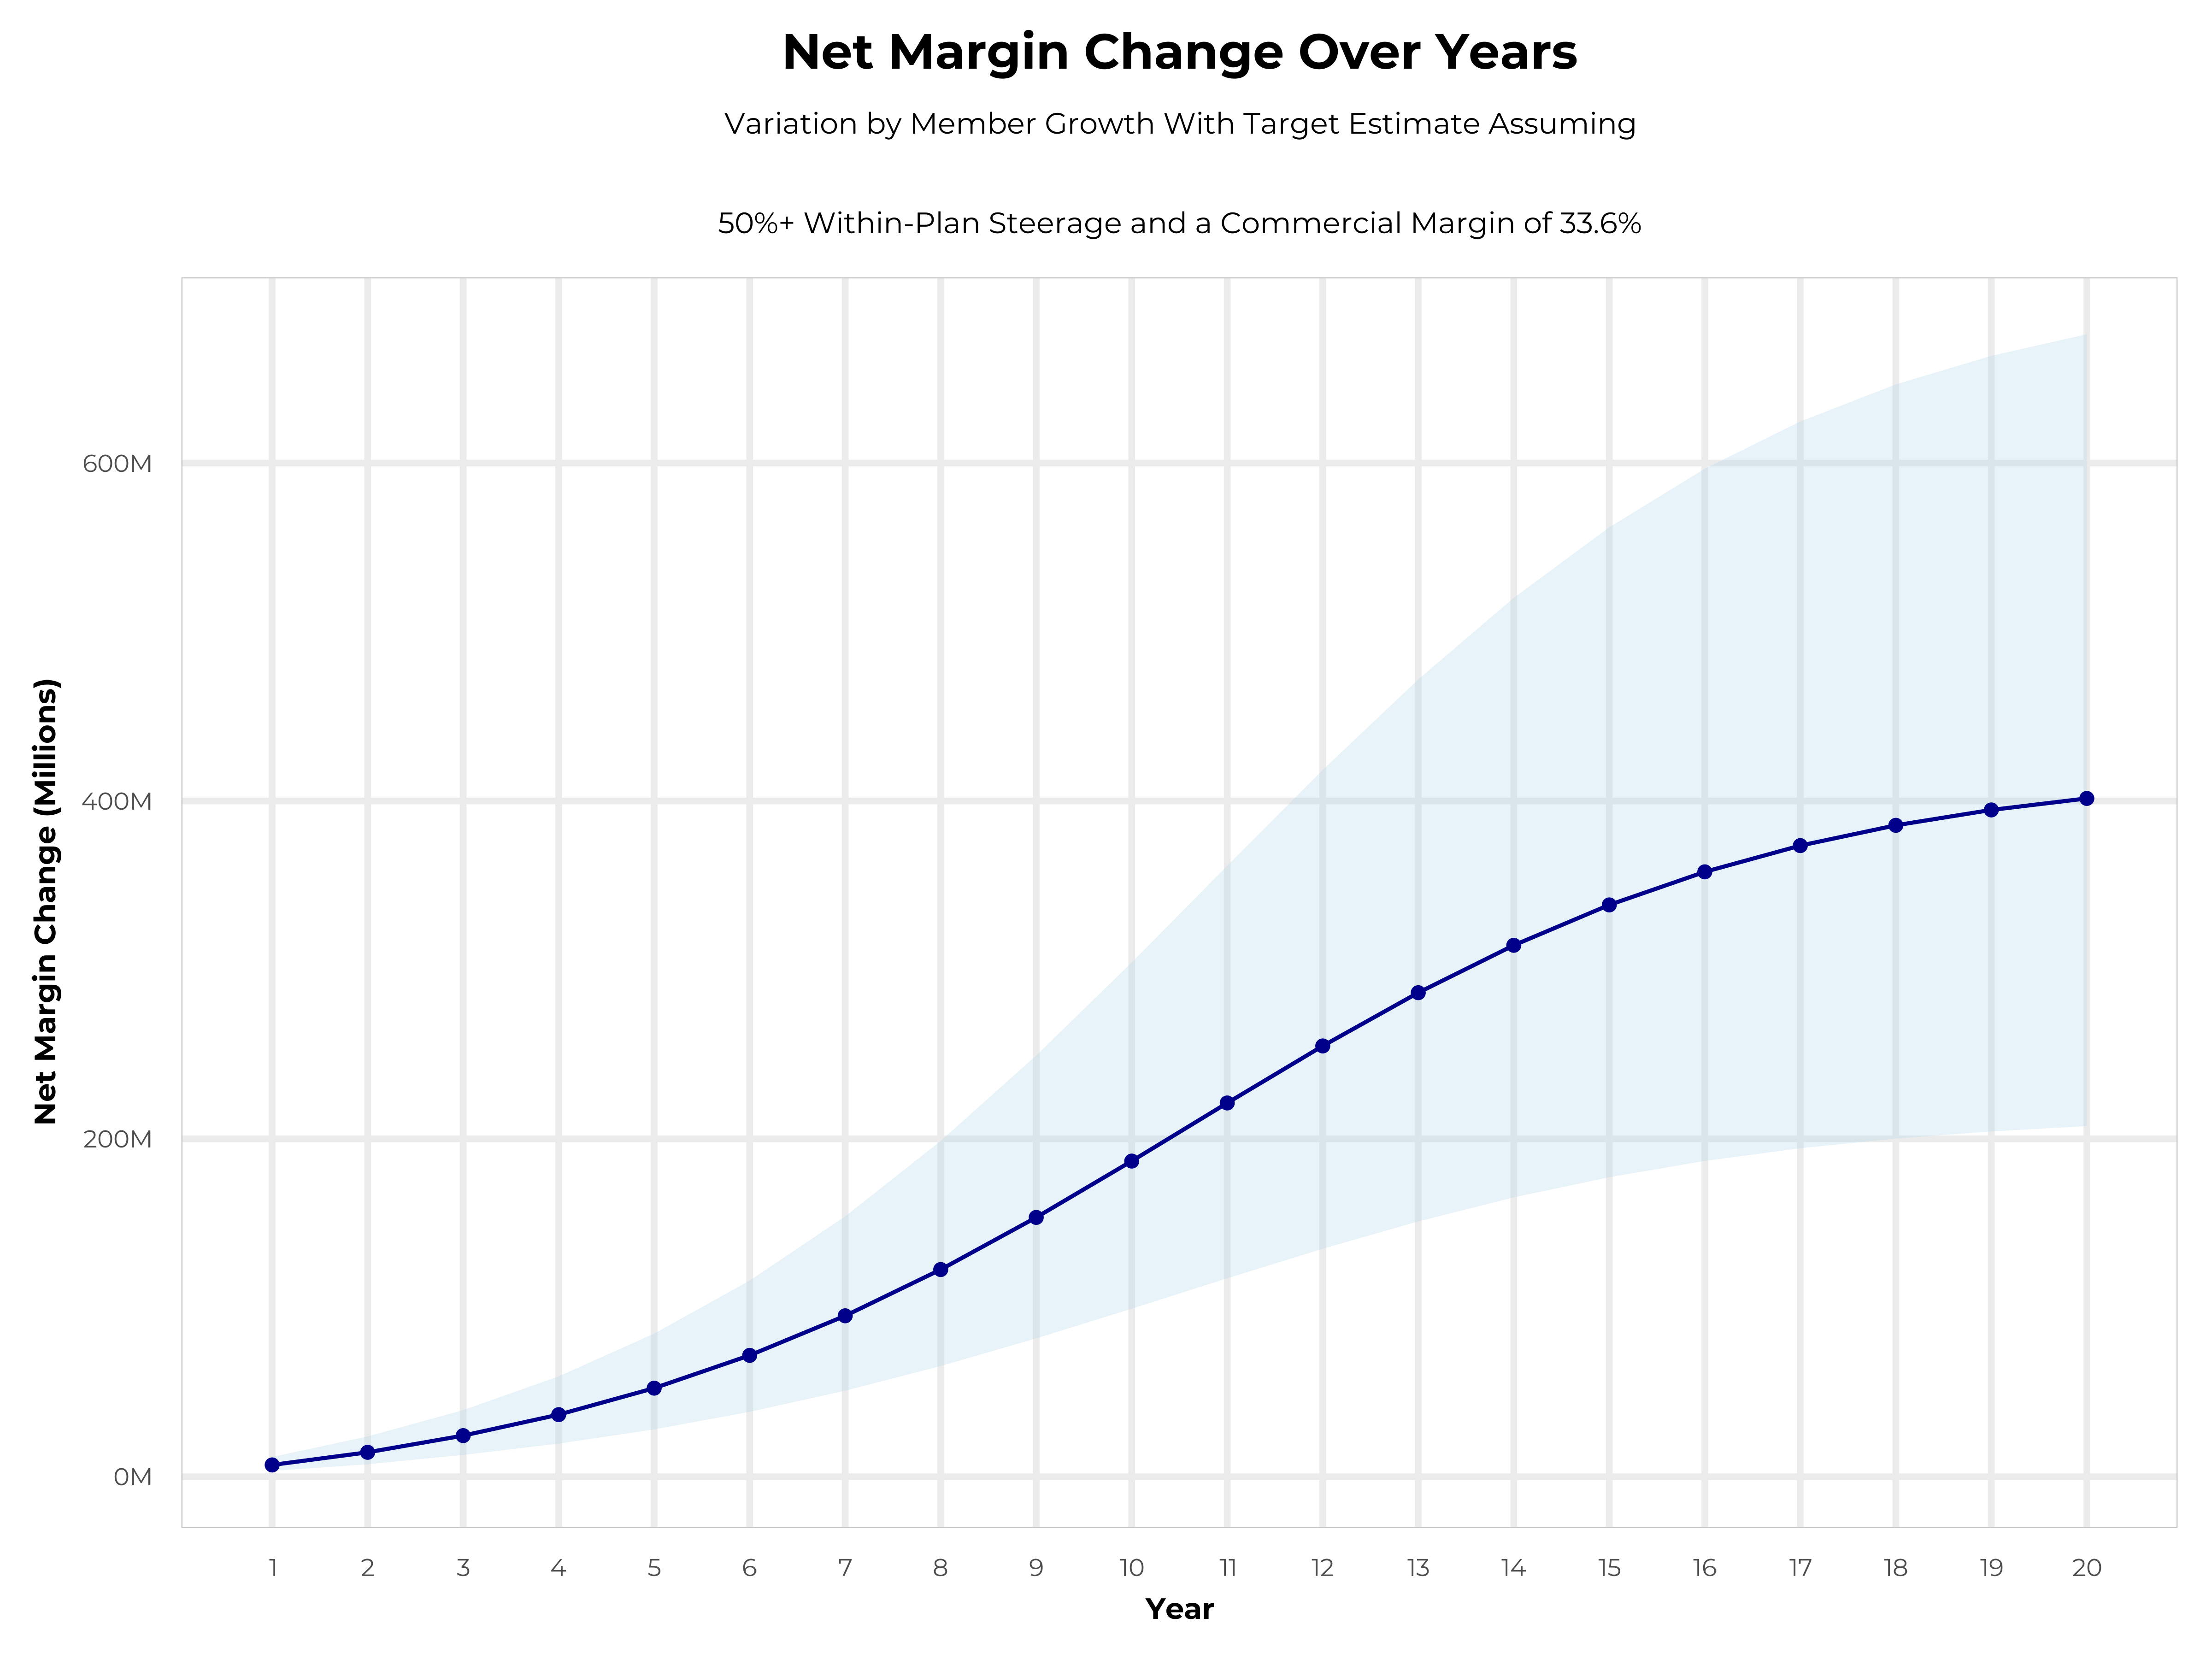 Net Margin Change Over Years
Variation by Member Growth With Target Estimate Assuming
50%+ Within-Plan Steerage and a Commercial Margin of 33.6%
Net Margin Change (Millions)
600M
400M
200M
0M
1 2 3 4 5 6 7 8 9 10 11 12 13 14 15 16 17 18 19 20
Year